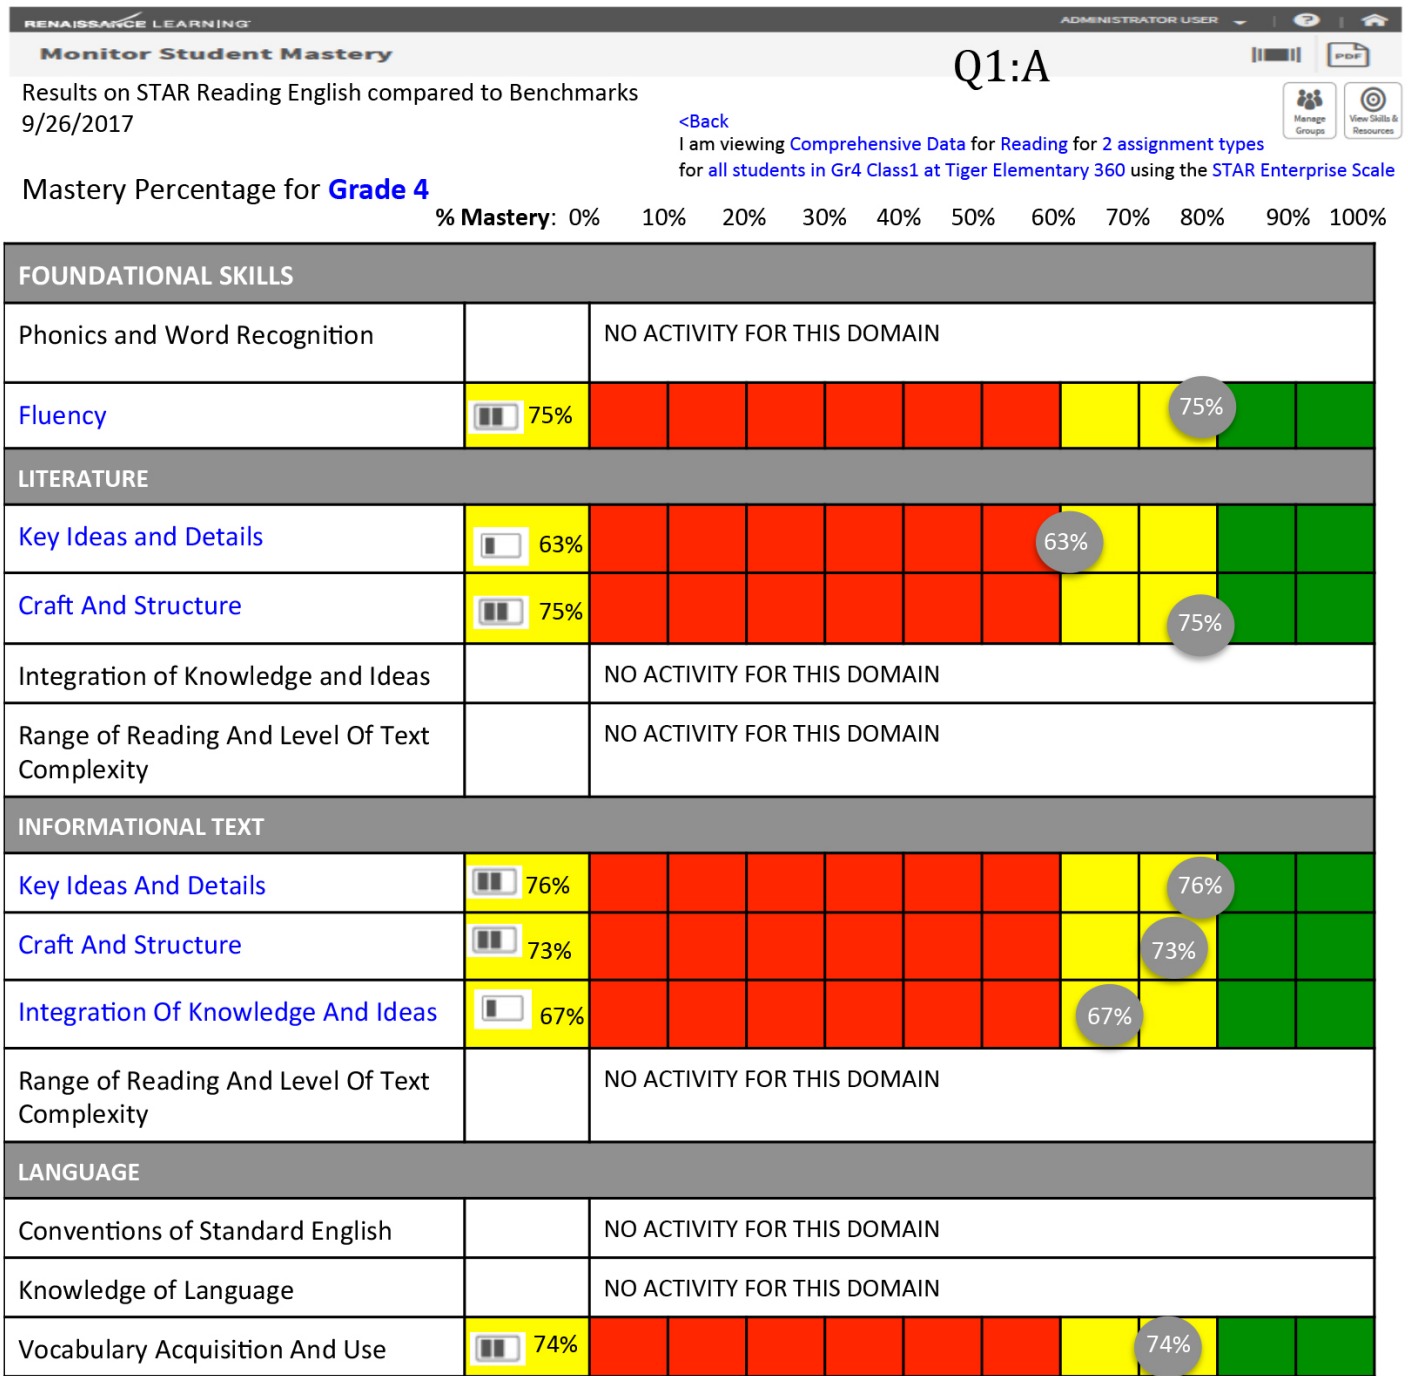 RENAISSANCE LEARNING
ADMINISTRATOR USER
?
Monitor Student Mastery
Q1:A
PDF
Results on STAR Reading English compared to Benchmarks
9/26/2017
Manage
Groups
View Skills &
Resources
<Back
I am viewing Comprehensive Data for Reading for 2 assignment types
for all students in Gr4 Class1 at Tiger Elementary 360 using the STAR Enterprise Scale
Mastery Percentage for Grade 4
% Mastery: 0% 10% 20% 30% 40% 50% 60% 70% 80% 90% 100%
FOUNDATIONAL SKILLS
Phonics and Word Recognition NO ACTIVITY FOR THIS DOMAIN
Fluency 75% 75%
LITERATURE
Key Ideas and Details 63% 63%
Craft And Structure 75% 75%
Integration of Knowledge and Ideas NO ACTIVITY FOR THIS DOMAIN
Range of Reading And Level Of Text NO ACTIVITY FOR THIS DOMAIN
Complexity
INFORMATIONAL TEXT
Key Ideas And Details 76% 76%
Craft And Structure 73% 73%
Integration Of Knowledge And Ideas 67% 67%
Range of Reading And Level Of Text NO ACTIVITY FOR THIS DOMAIN
Complexity
LANGUAGE
Conventions of Standard English NO ACTIVITY FOR THIS DOMAIN
Knowledge of Language NO ACTIVITY FOR THIS DOMAIN
Vocabulary Acquisition And Use 74% 74%